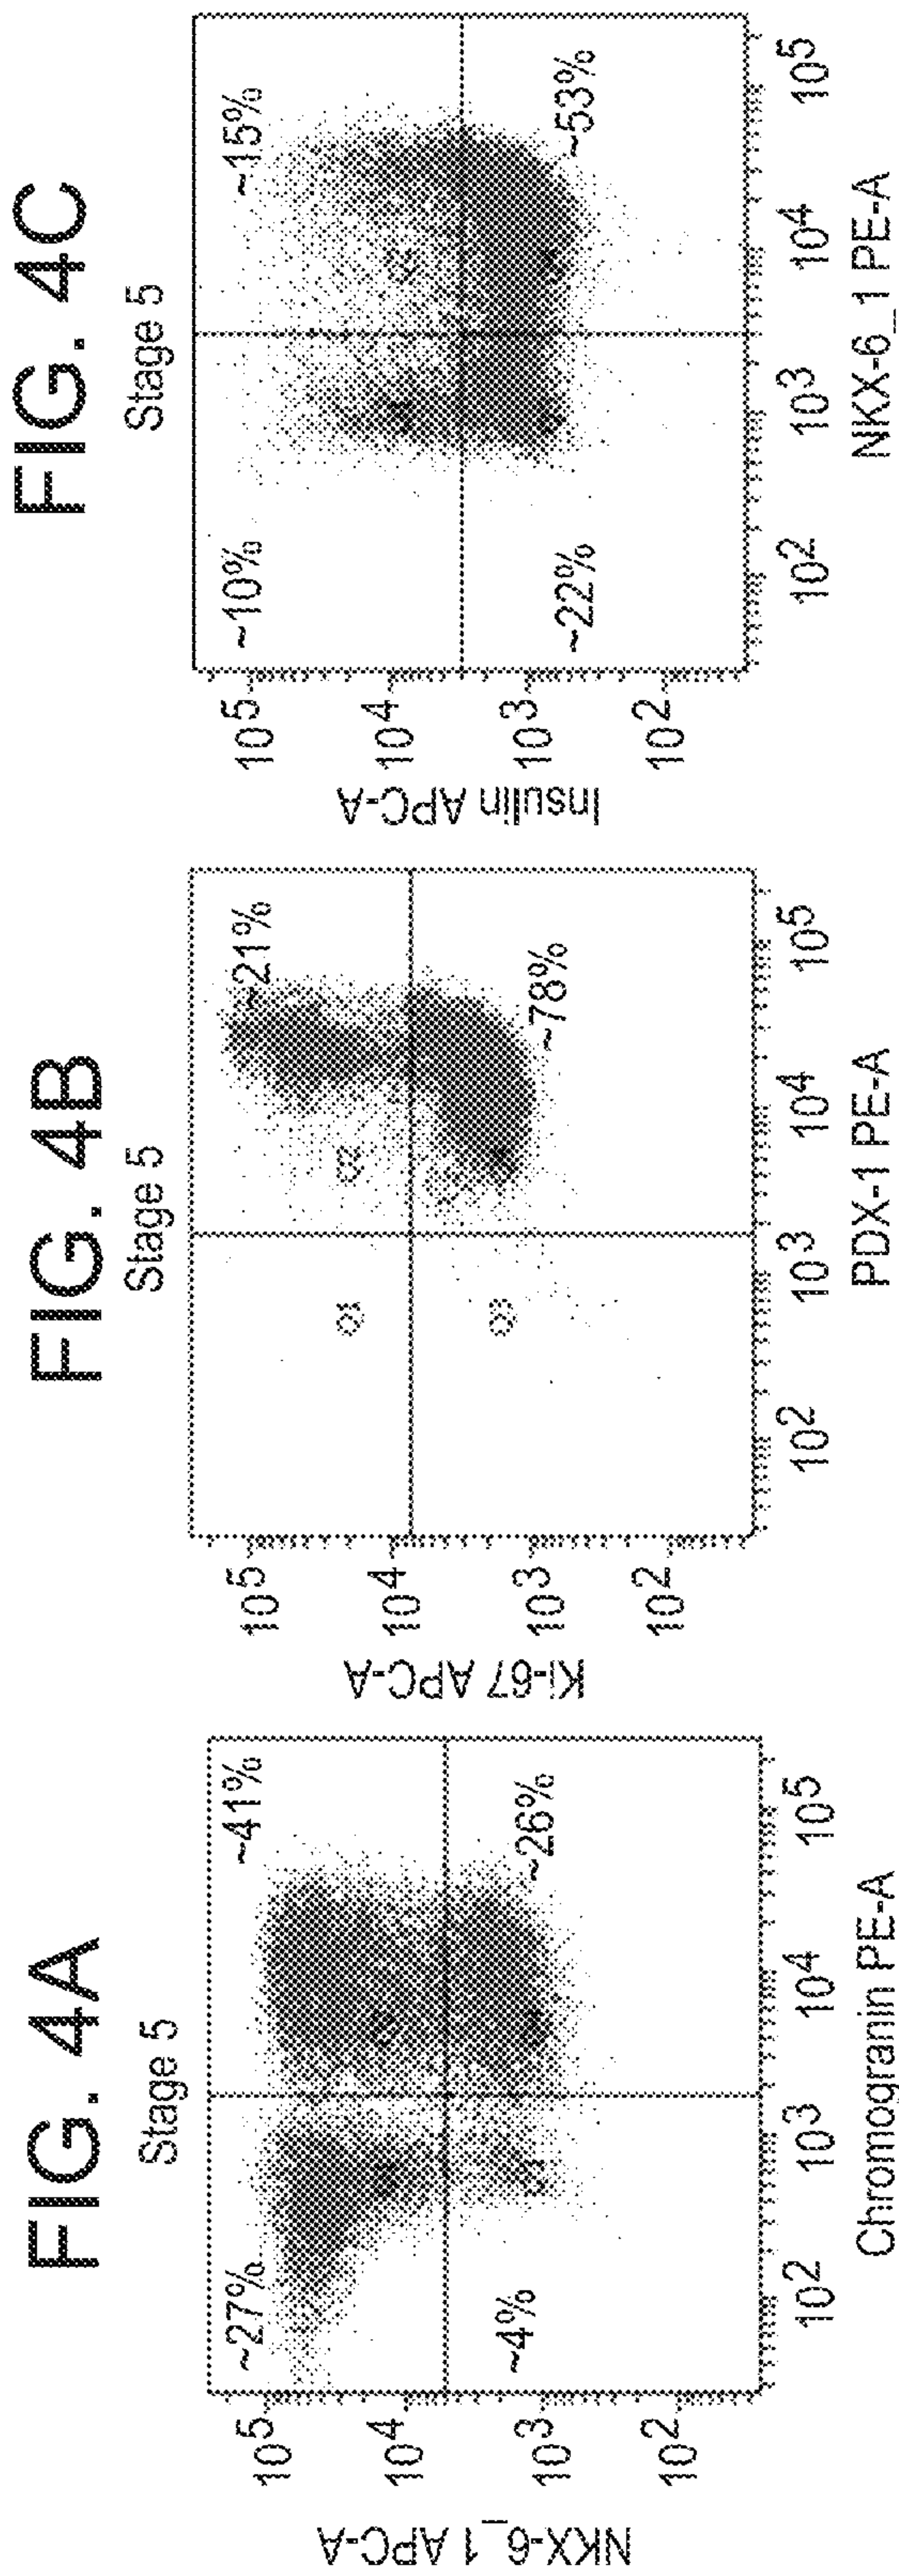 FIG. 4A
Stage 5
~27%
~41%
~4%
~26%
10^5
10^4
10^3
10^2
NKX-6_1 APC-A
10^2
10^3
10^4
10^5
Chromogranin PE-A
FIG. 4B
Stage 5
~21%
~78%
Q1
Q2
Q3
10^5
10^4
10^3
10^2
Ki-67 APC-A
10^2
10^3
10^4
10^5
PDX-1 PE-A
FIG. 4C
Stage 5
~10%
~15%
~22%
~53%
10^5
10^4
10^3
10^2
Insulin APC-A
10^2
10^3
10^4
10^5
NKX-6_1 PE-A